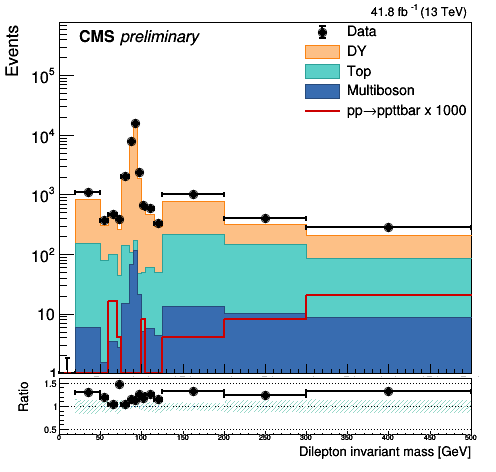 41.8 fb⁻¹ (13 TeV)
CMS preliminary
Data
DY
Top
Multiboson
pp→ppttbar x 1000
Events
10⁵
10⁴
10³
10²
10
1
Ratio
1.5
1
0.5
0 50 100 150 200 250 300 350 400 450 500
Dilepton invariant mass [GeV]